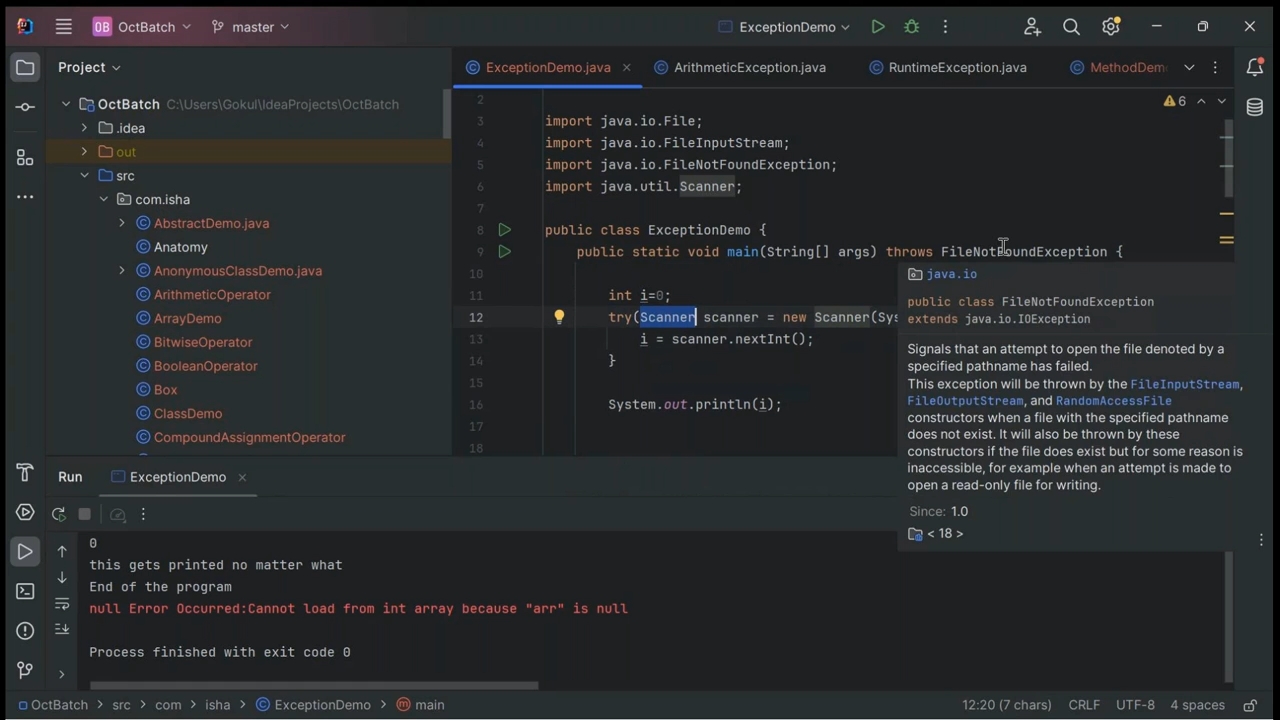 OB OctBatch master ExceptionDemo
Project
ExceptionDemo.java ArithmeticException.java RuntimeException.java MethodDem
OctBatch C:\Users\Gokul\IdeaProjects\OctBatch
.idea
out
src
com.isha
AbstractDemo.java
Anatomy
AnonymousClassDemo.java
ArithmeticOperator
ArrayDemo
BitwiseOperator
BooleanOperator
Box
ClassDemo
CompoundAssignmentOperator
6
2
3 import java.io.File;
4 import java.io.FileInputStream;
5 import java.io.FileNotFoundException;
6 import java.util.Scanner;
7
8 public class ExceptionDemo {
9 public static void main(String[] args) throws FileNotFoundException {
10
11 int i=0;
12 try(Scanner scanner = new Scanner(Sys
13 i = scanner.nextInt();
14 }
15
16 System.out.println(i);
17
18
java.io
public class FileNotFoundException
extends java.io.IOException
Signals that an attempt to open the file denoted by a
specified pathname has failed.
This exception will be thrown by the FileInputStream,
FileOutputStream, and RandomAccessFile
constructors when a file with the specified pathname
does not exist. It will also be thrown by these
constructors if the file does exist but for some reason is
inaccessible, for example when an attempt is made to
open a read-only file for writing.
Since: 1.0
< 18 >
Run ExceptionDemo
0
this gets printed no matter what
End of the program
null Error Occurred:Cannot load from int array because "arr" is null
Process finished with exit code 0
OctBatch > src > com > isha > ExceptionDemo > main 12:20 (7 chars) CRLF UTF-8 4 spaces